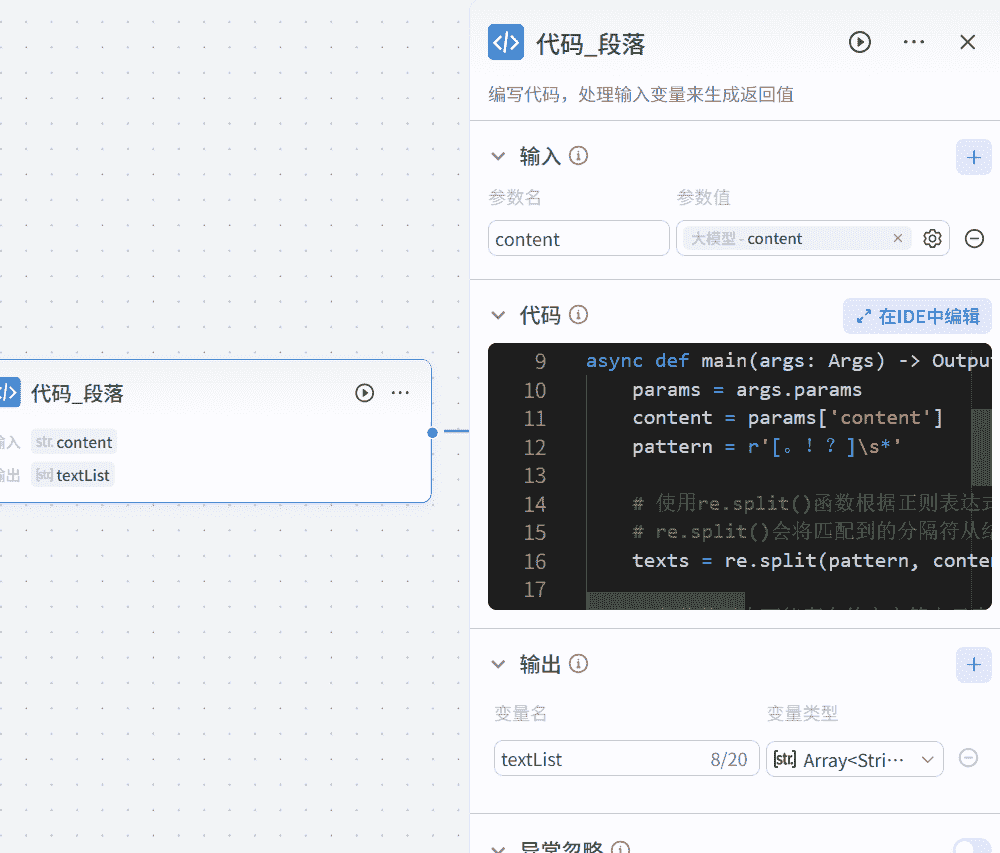 代码_段落
编写代码，处理输入变量来生成返回值
输入
参数名 参数值
content 大模型 - content
代码 在IDE中编辑
9 async def main(args: Args) -> Output
10 params = args.params
11 content = params['content']
12 pattern = r'[。！？]\s*'
13
14 # 使用re.split()函数根据正则表达式
15 # re.split()会将匹配到的分隔符从结
16 texts = re.split(pattern, conte
17
输出
变量名 变量类型
textList 8/20 str. Array<Stri···
异常忽略
代码_段落
输入 str. content
输出 str. textList